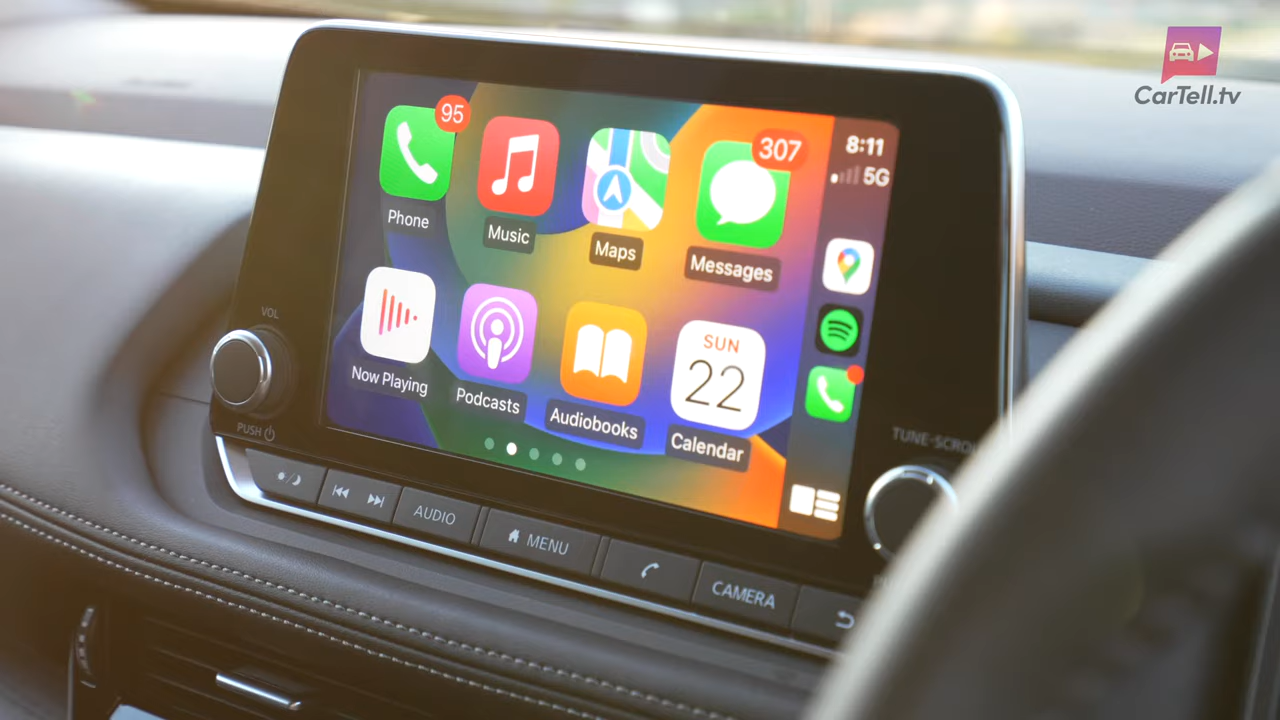 CarTell.tv
95
307
8:11
5G
Phone
Music
Maps
Messages
Now Playing
Podcasts
Audiobooks
SUN
22
Calendar
VOL
PUSH
TUNE·SCROLL
AUDIO
MENU
CAMERA